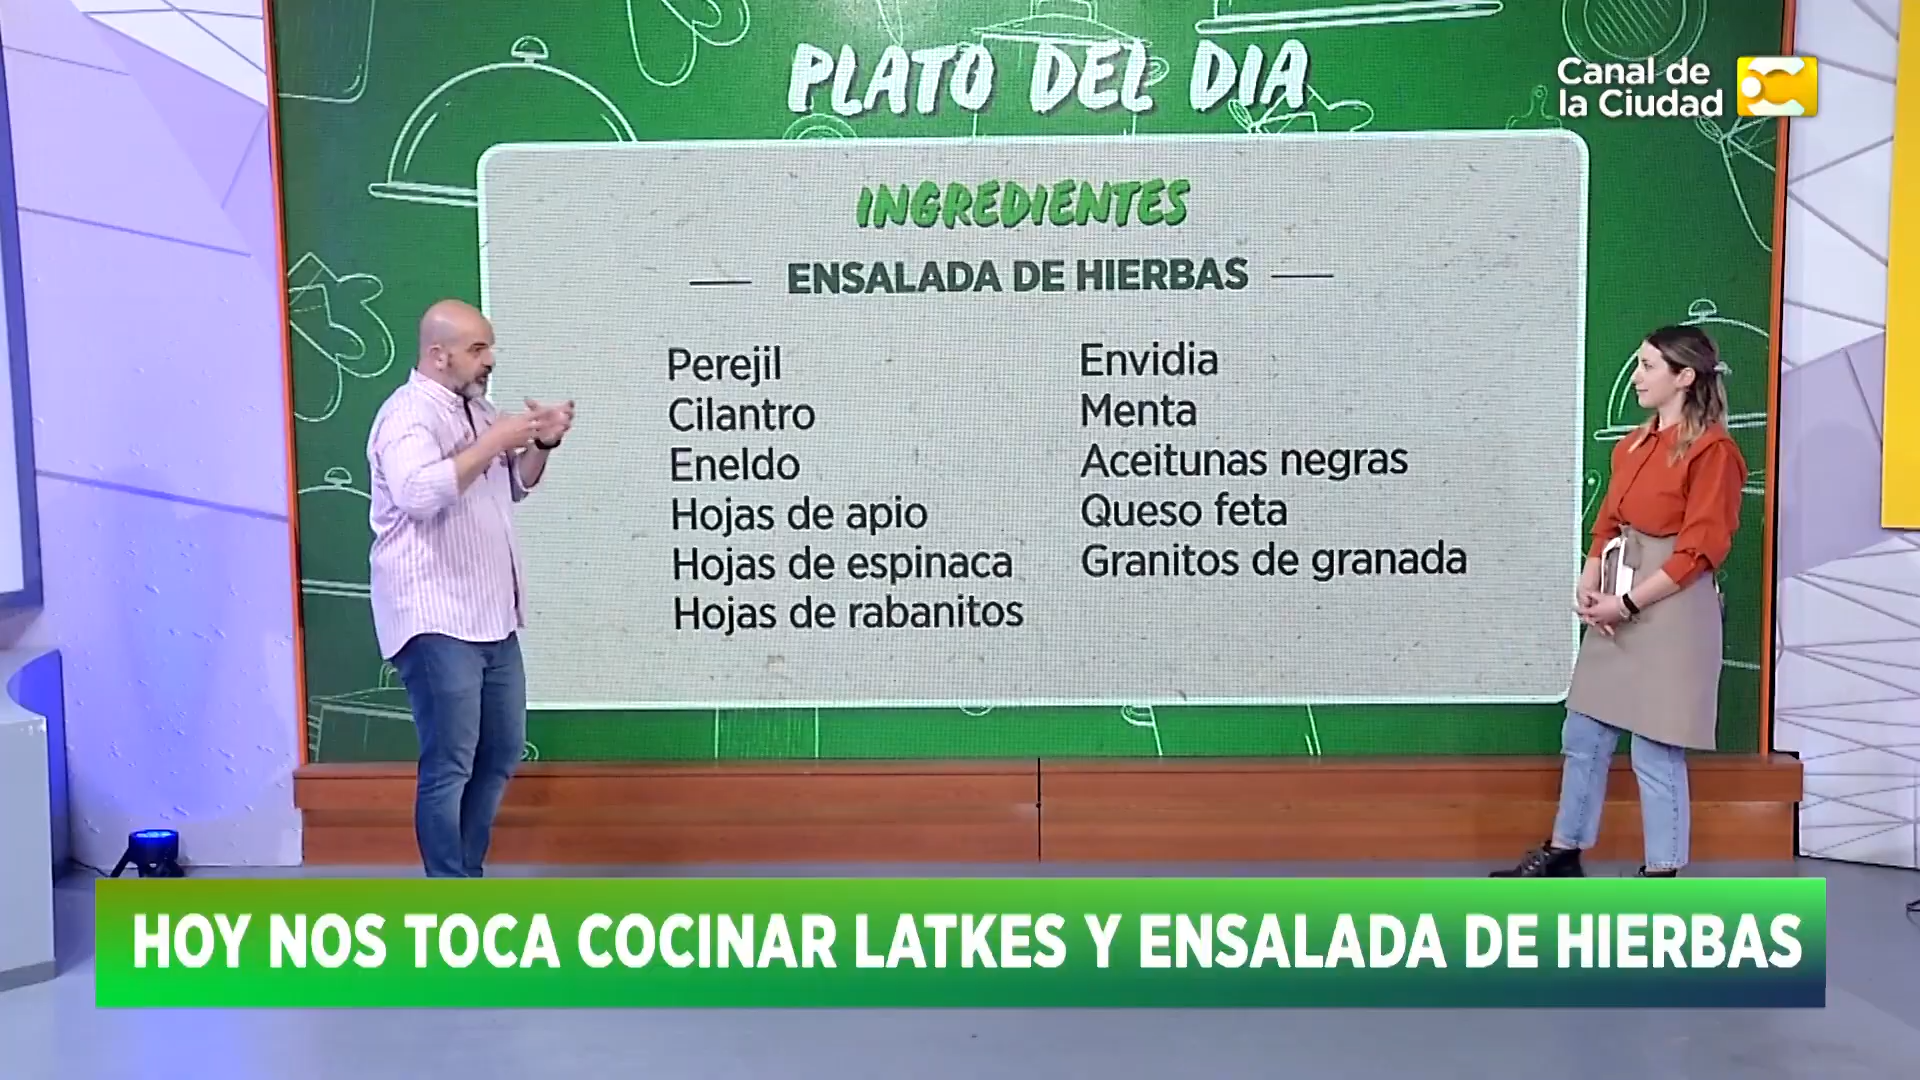 PLATO DEL DIA
Canal de
la Ciudad
INGREDIENTES
ENSALADA DE HIERBAS
Perejil
Cilantro
Eneldo
Hojas de apio
Hojas de espinaca
Hojas de rabanitos
Envidia
Menta
Aceitunas negras
Queso feta
Granitos de granada
HOY NOS TOCA COCINAR LATKES Y ENSALADA DE HIERBAS